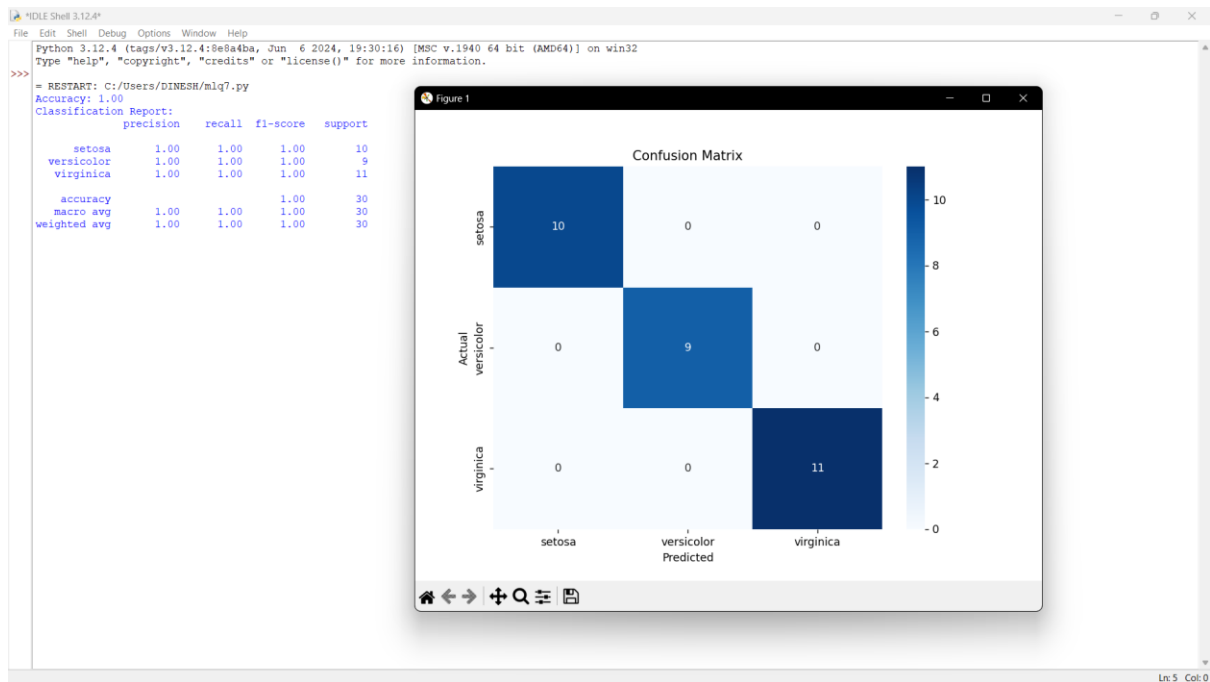 *IDLE Shell 3.12.4*
File Edit Shell Debug Options Window Help
Python 3.12.4 (tags/v3.12.4:8e8a4ba, Jun 6 2024, 19:30:16) [MSC v.1940 64 bit (AMD64)] on win32
Type "help", "copyright", "credits" or "license()" for more information.
>>>
= RESTART: C:/Users/DINESH/mlq7.py
Accuracy: 1.00
Classification Report:
precision recall f1-score support
setosa 1.00 1.00 1.00 10
versicolor 1.00 1.00 1.00 9
virginica 1.00 1.00 1.00 11
accuracy 1.00 30
macro avg 1.00 1.00 1.00 30
weighted avg 1.00 1.00 1.00 30
Figure 1
Confusion Matrix
setosa 10 0 0
Actual
versicolor 0 9 0
virginica 0 0 11
setosa versicolor virginica
Predicted
10
8
6
4
2
0
Ln: 5 Col: 0